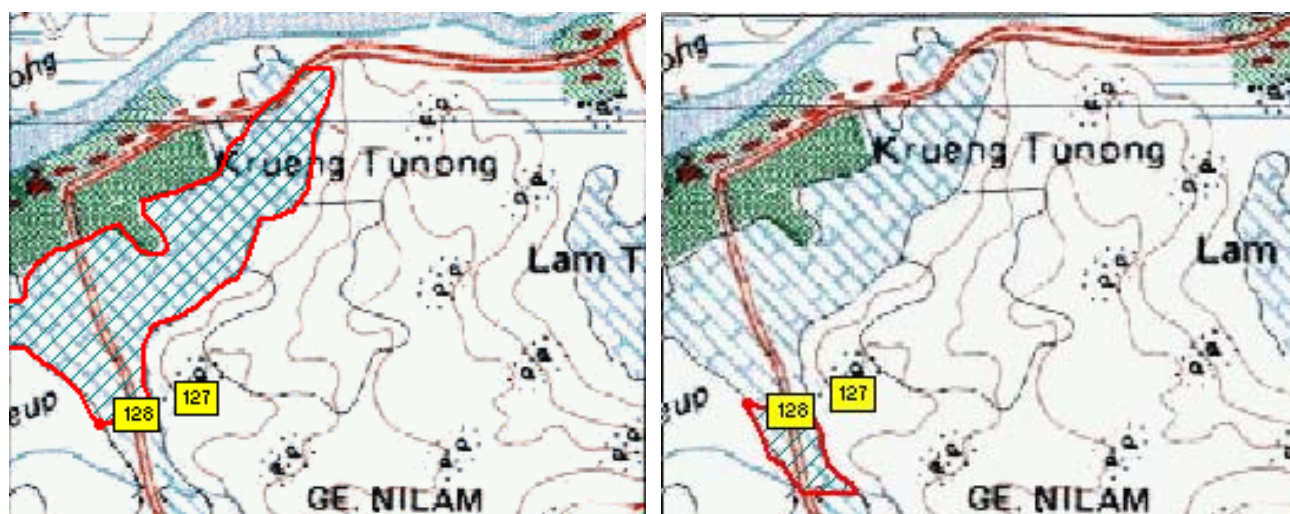 ong
Krueng Tunong
Lam T
eup
127
128
GE. NILAM
ong
Krueng Tunong
Lam
eup
127
128
GE. NILAM